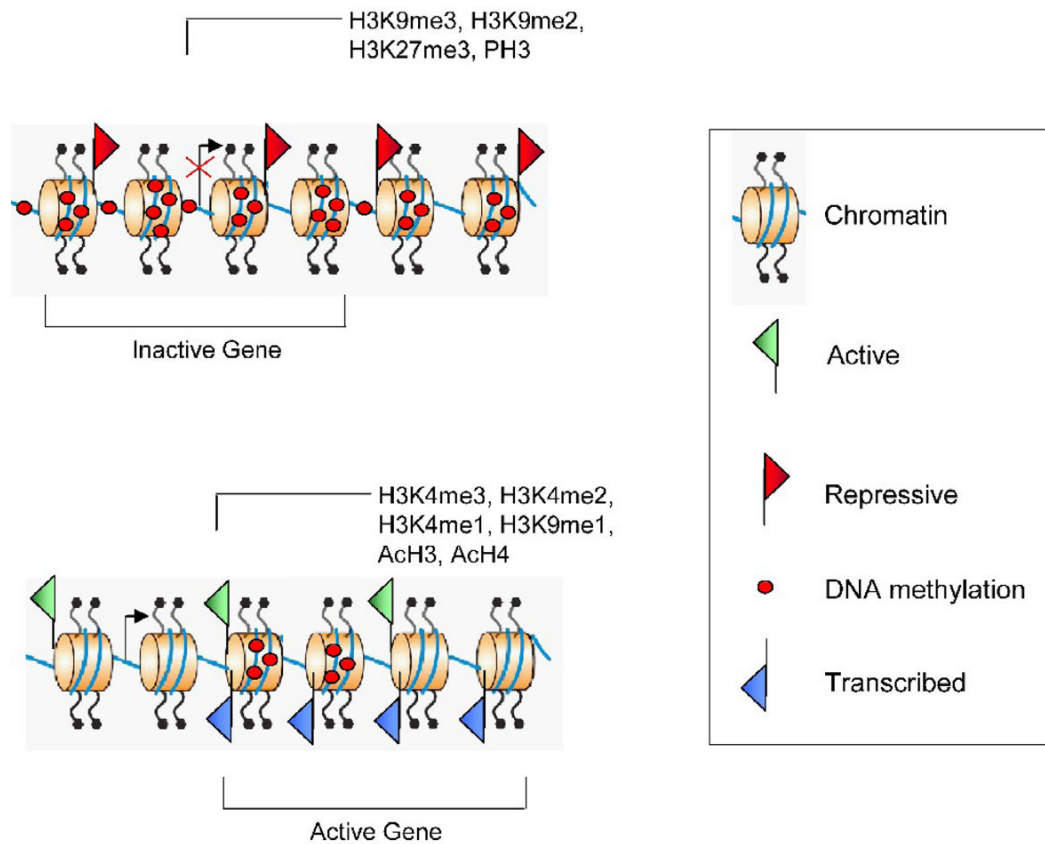 H3K9me3, H3K9me2,
H3K27me3, PH3
Inactive Gene
H3K4me3, H3K4me2,
H3K4me1, H3K9me1,
AcH3, AcH4
Active Gene
Chromatin
Active
Repressive
DNA methylation
Transcribed